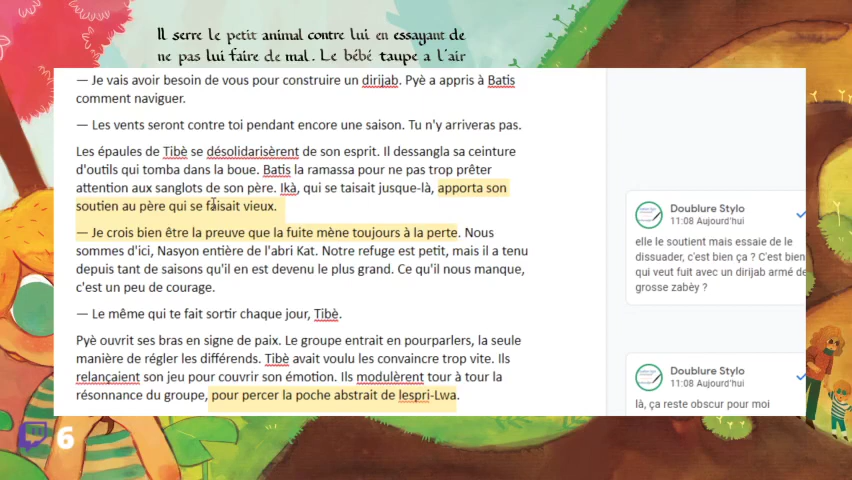 Il serre le petit animal contre lui en essayant de
ne pas lui faire de mal. Le bébé taupe a l'air
— Je vais avoir besoin de vous pour construire un dirijab. Pyè a appris à Batis
comment naviguer.
— Les vents seront contre toi pendant encore une saison. Tu n'y arriveras pas.
Les épaules de Tibè se désolidarisèrent de son esprit. Il dessangla sa ceinture
d'outils qui tomba dans la boue. Batis la ramassa pour ne pas trop prêter
attention aux sanglots de son père. Ikà, qui se taisait jusque-là, apporta son
soutien au père qui se faisait vieux.
— Je crois bien être la preuve que la fuite mène toujours à la perte. Nous
sommes d'ici, Nasyon entière de l'abri Kat. Notre refuge est petit, mais il a tenu
depuis tant de saisons qu'il en est devenu le plus grand. Ce qu'il nous manque,
c'est un peu de courage.
— Le même qui te fait sortir chaque jour, Tibè.
Pyè ouvrit ses bras en signe de paix. Le groupe entrait en pourparlers, la seule
manière de régler les différends. Tibè avait voulu les convaincre trop vite. Ils
relançaient son jeu pour couvrir son émotion. Ils modulèrent tour à tour la
résonnance du groupe, pour percer la poche abstrait de lespri-Lwa.
Doublure Stylo
11:08 Aujourd'hui
elle le soutient mais essaie de le
dissuader, c'est bien ça ? C'est bien
qui veut fuit avec un dirijab armé de
grosse zabèy ?
Doublure Stylo
11:08 Aujourd'hui
là, ça reste obscur pour moi
6